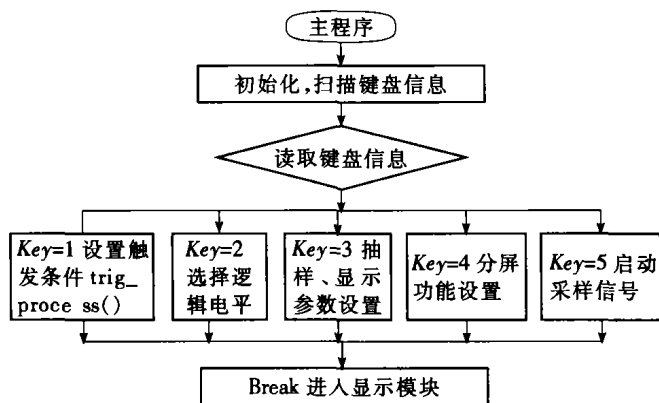 主程序
初始化,扫描键盘信息
读取键盘信息
Key=1 设置触
发条件 trig_
proce ss()
Key=2
选择逻
辑电平
Key=3 抽
样、显示
参数设置
Key=4 分屏
功能设置
Key=5 启动
采样信号
Break 进入显示模块